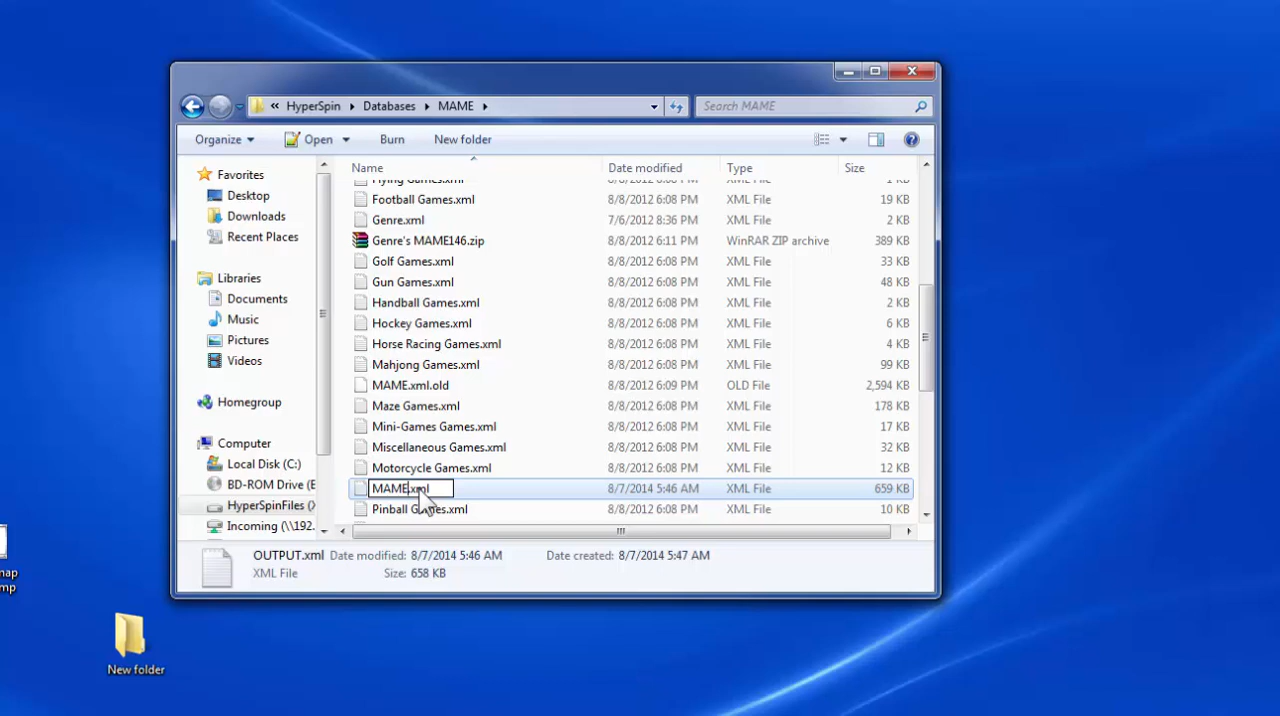 « HyperSpin ▸ Databases ▸ MAME ▸ Search MAME
Organize Open Burn New folder
Name Date modified Type Size
Favorites
Desktop
Downloads
Recent Places
Libraries
Documents
Music
Pictures
Videos
Homegroup
Computer
Local Disk (C:)
BD-ROM Drive (E
HyperSpinFiles (X
Incoming (\\192.
Flying Games.xml 8/8/2012 6:08 PM XML File 1 KB
Football Games.xml 8/8/2012 6:08 PM XML File 19 KB
Genre.xml 7/6/2012 8:36 PM XML File 2 KB
Genre's MAME146.zip 8/8/2012 6:11 PM WinRAR ZIP archive 389 KB
Golf Games.xml 8/8/2012 6:08 PM XML File 33 KB
Gun Games.xml 8/8/2012 6:08 PM XML File 48 KB
Handball Games.xml 8/8/2012 6:08 PM XML File 2 KB
Hockey Games.xml 8/8/2012 6:08 PM XML File 6 KB
Horse Racing Games.xml 8/8/2012 6:08 PM XML File 4 KB
Mahjong Games.xml 8/8/2012 6:08 PM XML File 99 KB
MAME.xml.old 8/8/2012 6:09 PM OLD File 2,594 KB
Maze Games.xml 8/8/2012 6:08 PM XML File 178 KB
Mini-Games Games.xml 8/8/2012 6:08 PM XML File 17 KB
Miscellaneous Games.xml 8/8/2012 6:08 PM XML File 32 KB
Motorcycle Games.xml 8/8/2012 6:08 PM XML File 12 KB
MAME.xml 8/7/2014 5:46 AM XML File 659 KB
Pinball Games.xml 8/8/2012 6:08 PM XML File 10 KB
OUTPUT.xml Date modified: 8/7/2014 5:46 AM Date created: 8/7/2014 5:47 AM
XML File Size: 658 KB
map
mp
New folder